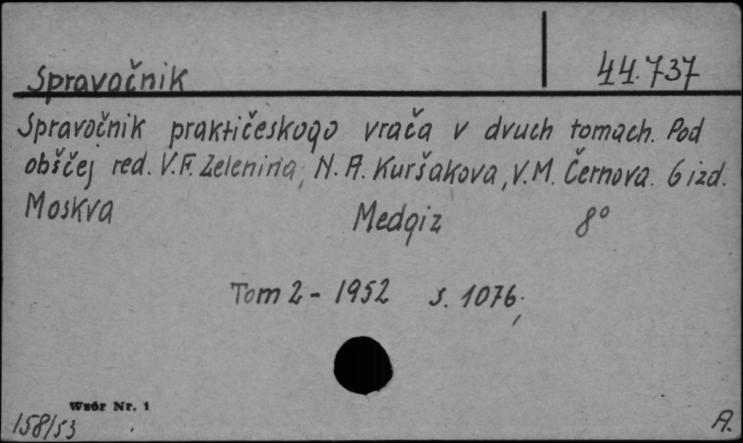 Spravočnik 44.737
Spravočnik praktičeskogo vrača v dvuch tomach. Pod
obščej red. V.F. Zelenina, N.A. Kuršakova, V.M. Černova. 6 izd.
Moskva Medgiz 8°
Tom 2 - 1952 s. 1076;
Wzór Nr. 1
158/53 A.